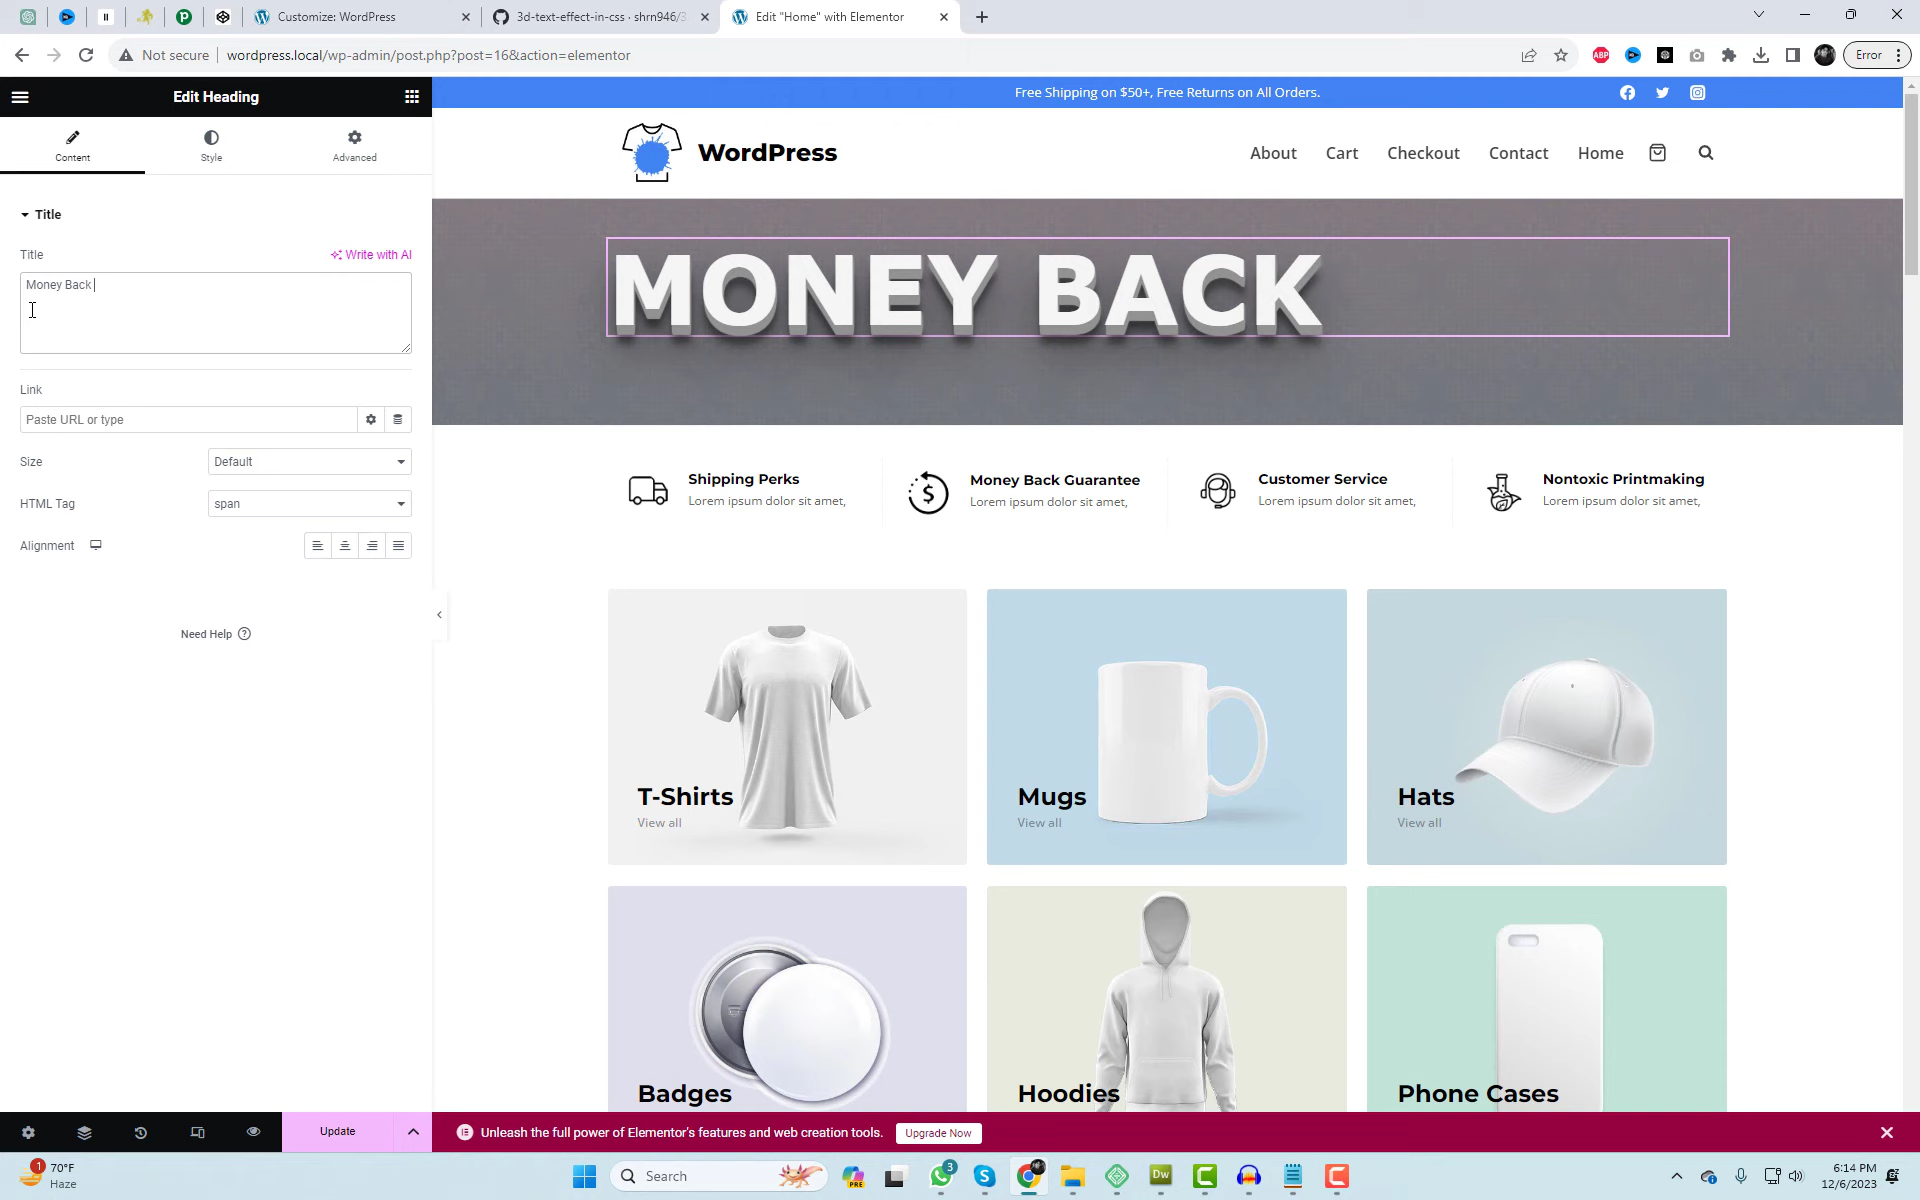 Customize: WordPress
3d-text-effect-in-css · shrn946/3
Edit "Home" with Elementor
Not secure
wordpress.local/wp-admin/post.php?post=16&action=elementor
ABP
Error
Edit Heading
Content
Style
Advanced
Title
Title
Write with AI
Money Back
Link
Paste URL or type
Size
Default
HTML Tag
span
Alignment
Need Help
Update
Free Shipping on $50+, Free Returns on All Orders.
WordPress
About
Cart
Checkout
Contact
Home
MONEY BACK
Shipping Perks
Lorem ipsum dolor sit amet,
Money Back Guarantee
Lorem ipsum dolor sit amet,
Customer Service
Lorem ipsum dolor sit amet,
Nontoxic Printmaking
Lorem ipsum dolor sit amet,
T-Shirts
View all
Mugs
View all
Hats
View all
Badges
Hoodies
Phone Cases
Unleash the full power of Elementor's features and web creation tools.
Upgrade Now
1
70°F
Haze
Search
PRE
3
Dw
6:14 PM
12/6/2023